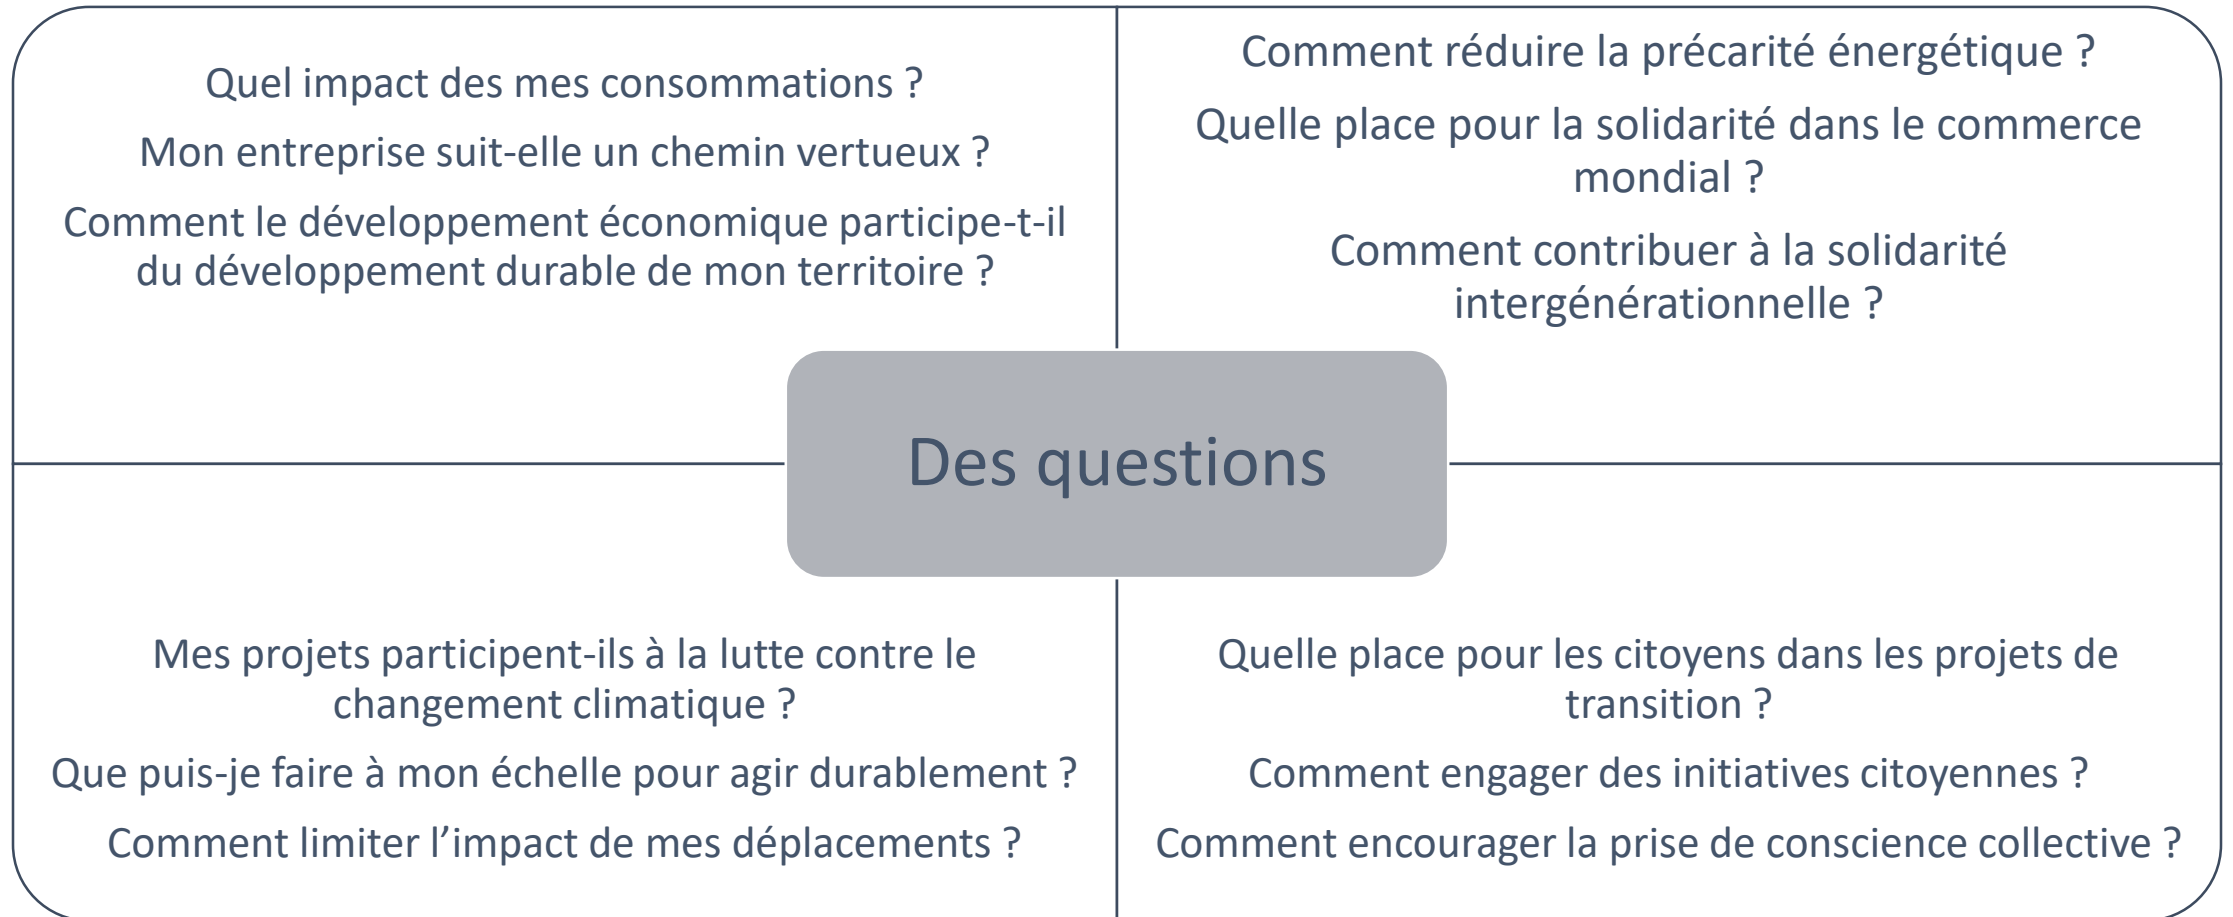 Quel impact des mes consommations ?
Mon entreprise suit-elle un chemin vertueux ?
Comment le développement économique participe-t-il
du développement durable de mon territoire ?
Comment réduire la précarité énergétique ?
Quelle place pour la solidarité dans le commerce
mondial ?
Comment contribuer à la solidarité
intergénérationnelle ?
Des questions
Mes projets participent-ils à la lutte contre le
changement climatique ?
Que puis-je faire à mon échelle pour agir durablement ?
Comment limiter l’impact de mes déplacements ?
Quelle place pour les citoyens dans les projets de
transition ?
Comment engager des initiatives citoyennes ?
Comment encourager la prise de conscience collective ?